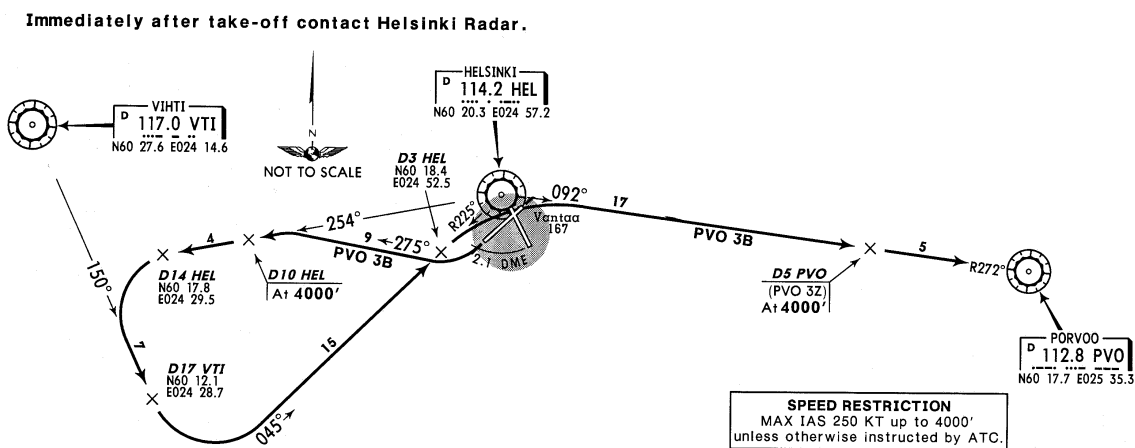 Immediately after take-off contact Helsinki Radar.
HELSINKI
D 114.2 HEL
N60 20.3 E024 57.2
VIHTI
D 117.0 VTI
N60 27.6 E024 14.6
N
NOT TO SCALE
D3 HEL
N60 18.4
E024 52.5
R225°
092°
17
Vantaa
167
254°
4
9
275°
PVO 3B
PVO 3B
2.1 DME
5
R272°
D14 HEL
N60 17.8
E024 29.5
D10 HEL
At 4000'
D5 PVO
(PVO 3Z)
At 4000'
150°
7
15
D17 VTI
N60 12.1
E024 28.7
045°
PORVOO
D 112.8 PVO
N60 17.7 E025 35.3
SPEED RESTRICTION
MAX IAS 250 KT up to 4000'
unless otherwise instructed by ATC.